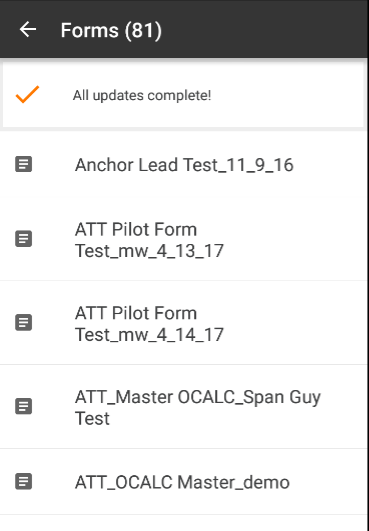 Forms (81)
All updates complete!
Anchor Lead Test_11_9_16
ATT Pilot Form
Test_mw_4_13_17
ATT Pilot Form
Test_mw_4_14_17
ATT_Master OCALC_Span Guy
Test
ATT_OCALC Master_demo